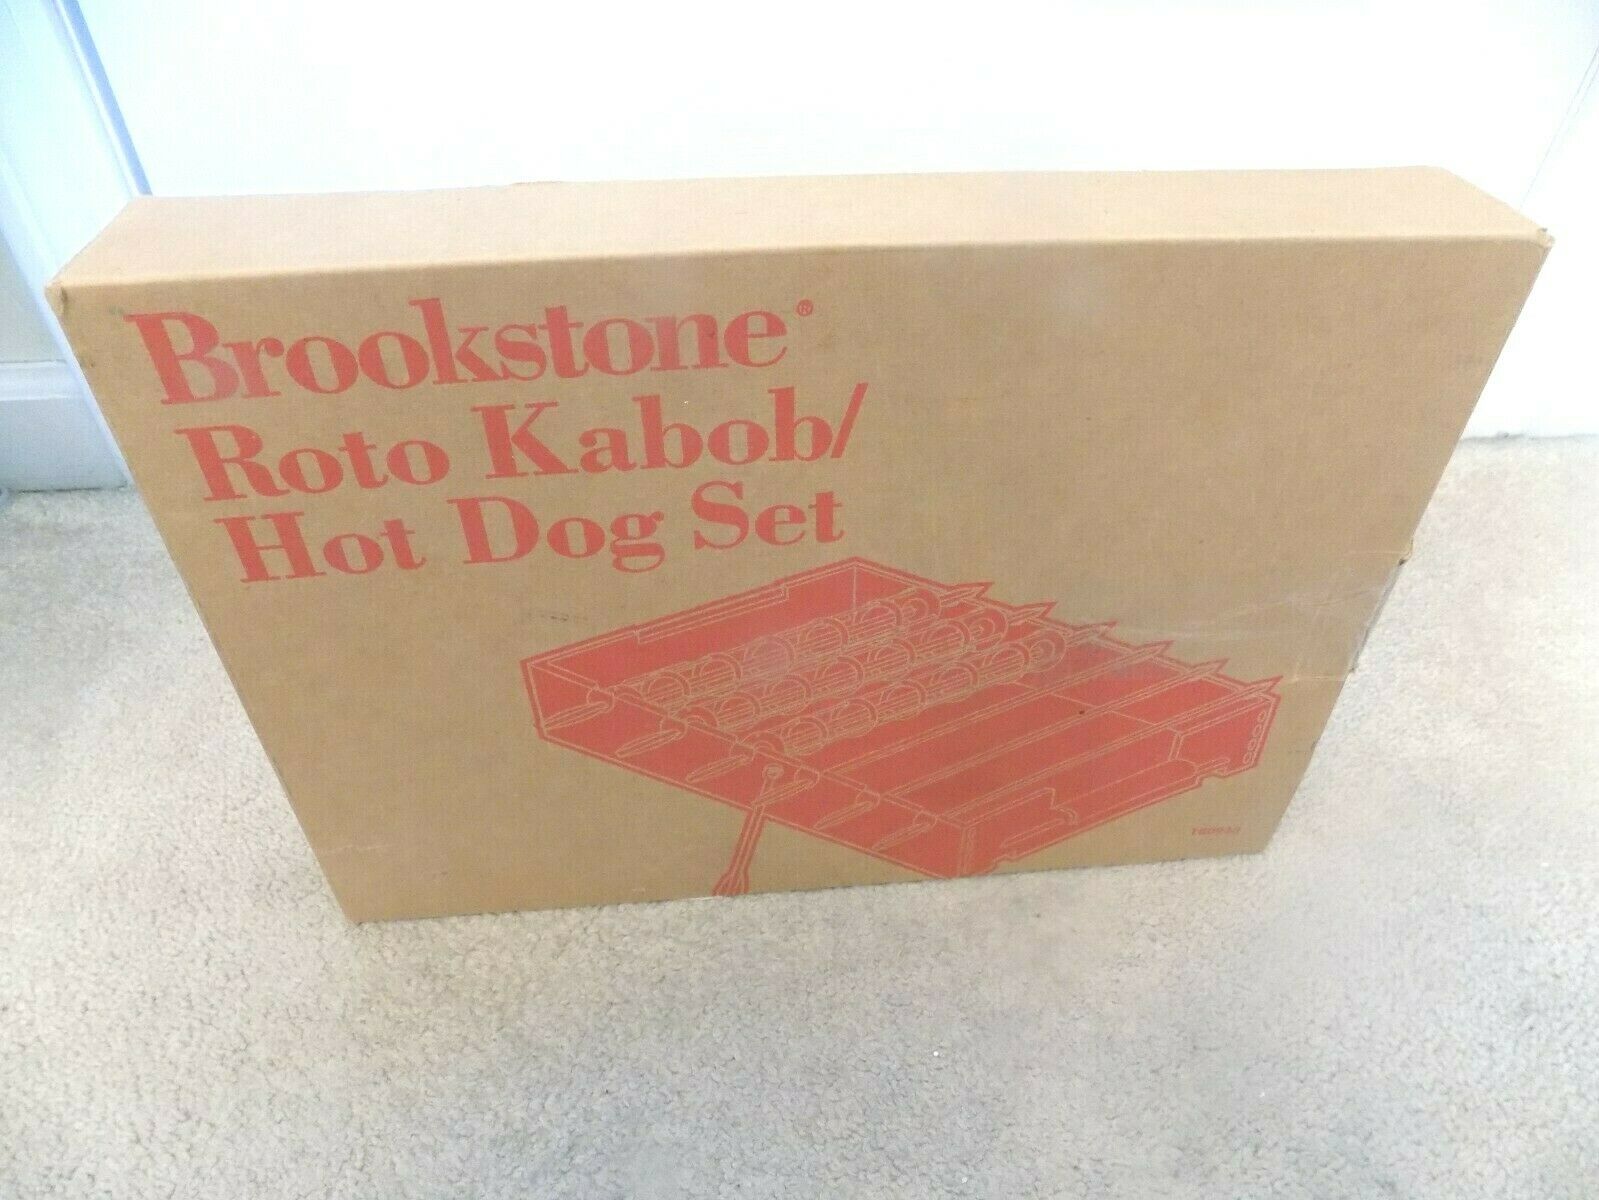 Brookstone®
Roto Kabob/
Hot Dog Set